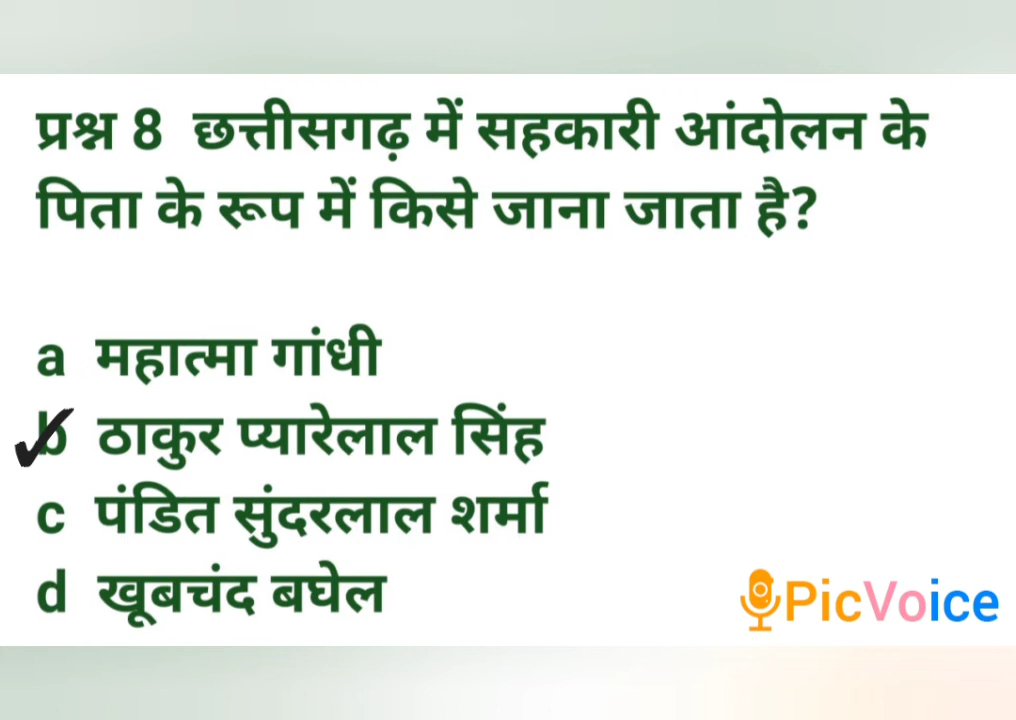 प्रश्न 8 छत्तीसगढ़ में सहकारी आंदोलन के
पिता के रूप में किसे जाना जाता है?
a महात्मा गांधी
b ठाकुर प्यारेलाल सिंह
c पंडित सुंदरलाल शर्मा
d खूबचंद बघेल
PicVoice